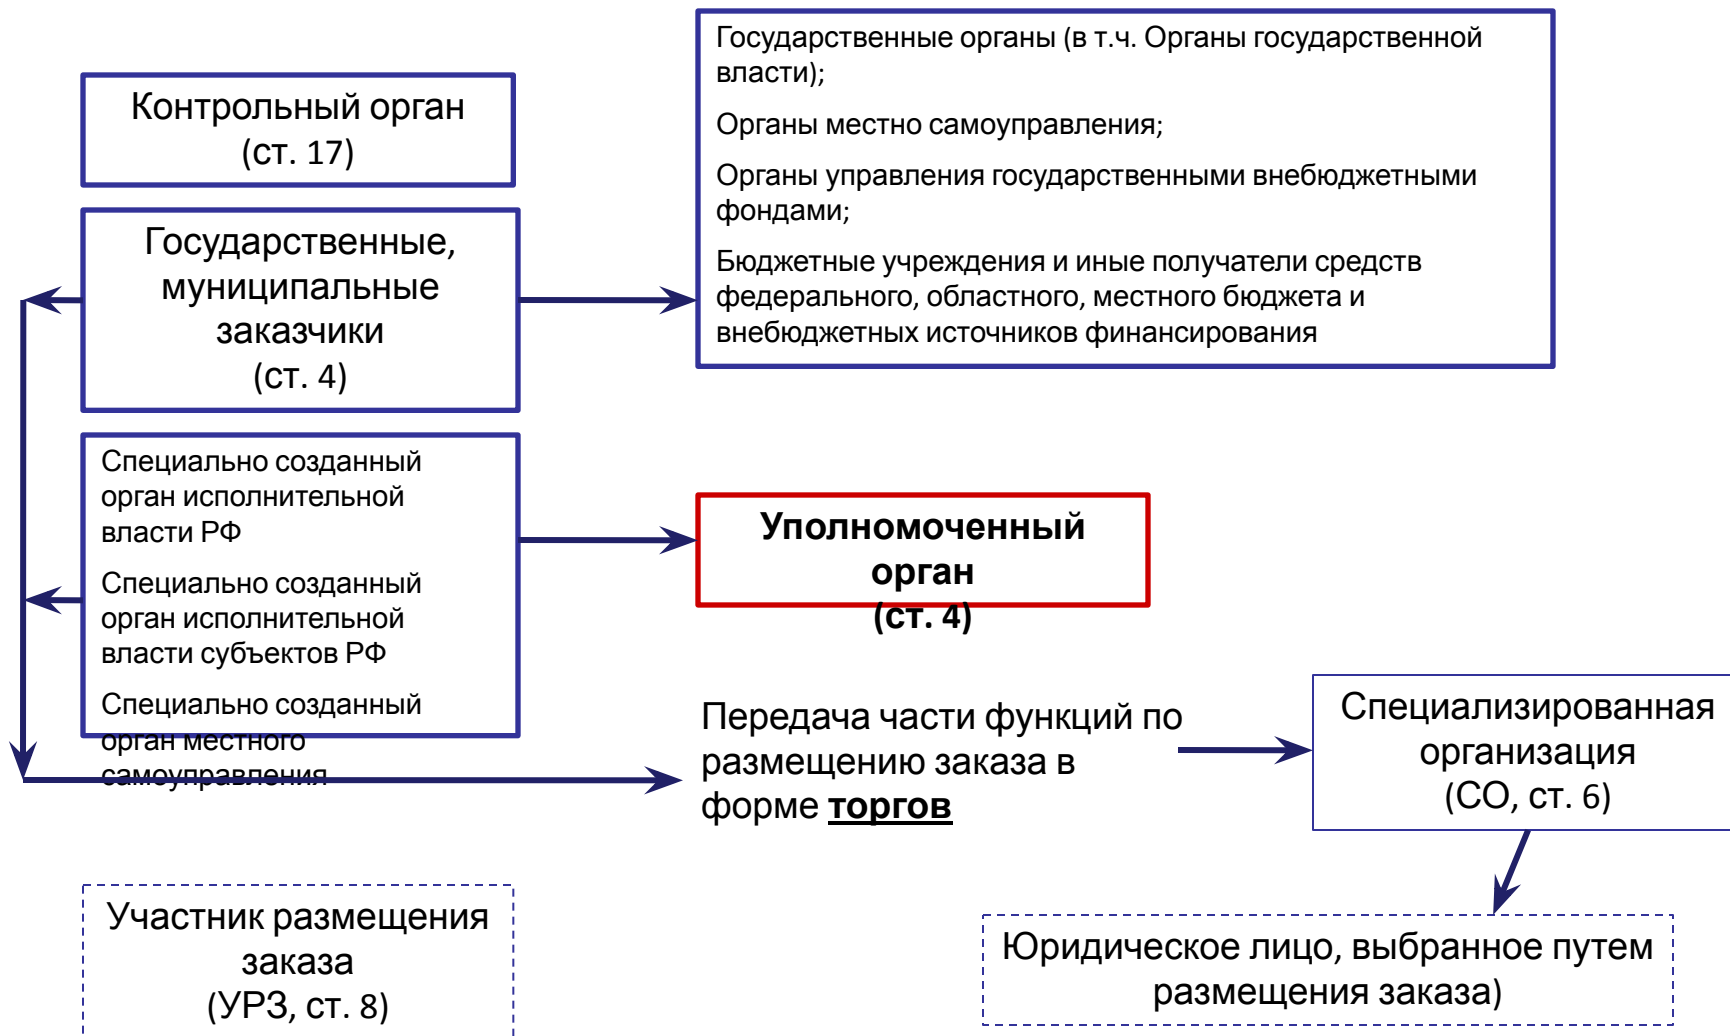 Контрольный орган
(ст. 17)
Государственные органы (в т.ч. Органы государственной
власти);
Органы местно самоуправления;
Органы управления государственными внебюджетными
фондами;
Бюджетные учреждения и иные получатели средств
федерального, областного, местного бюджета и
внебюджетных источников финансирования
Государственные,
муниципальные
заказчики
(ст. 4)
Специально созданный
орган исполнительной
власти РФ
Специально созданный
орган исполнительной
власти субъектов РФ
Специально созданный
орган местного
самоуправления
Уполномоченный
орган
(ст. 4)
Передача части функций по
размещению заказа в
форме торгов
Специализированная
организация
(СО, ст. 6)
Участник размещения
заказа
(УРЗ, ст. 8)
Юридическое лицо, выбранное путем
размещения заказа)